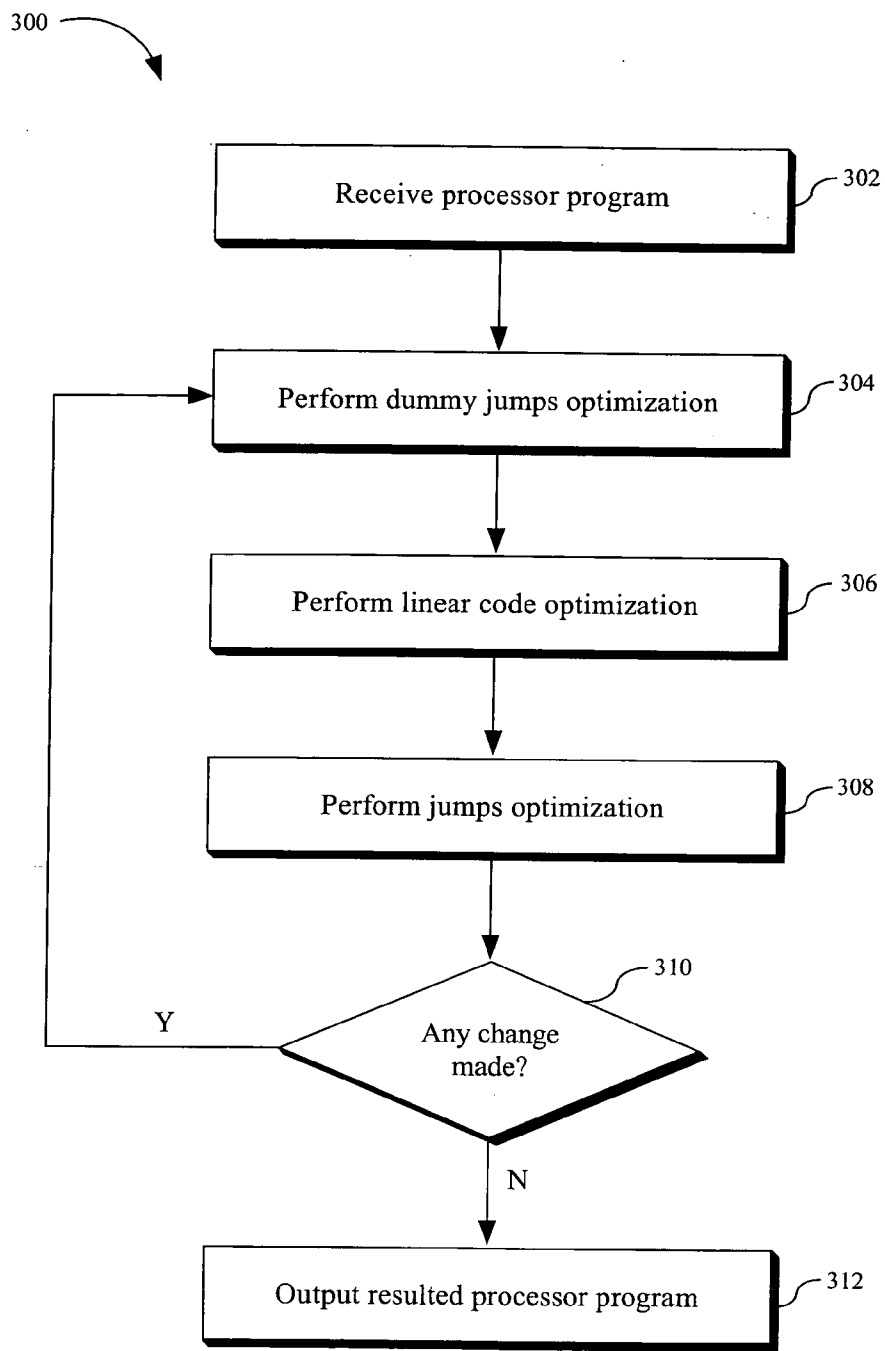 300
Receive processor program
302
Perform dummy jumps optimization
304
Perform linear code optimization
306
Perform jumps optimization
308
310
Any change
made?
Y
N
Output resulted processor program
312